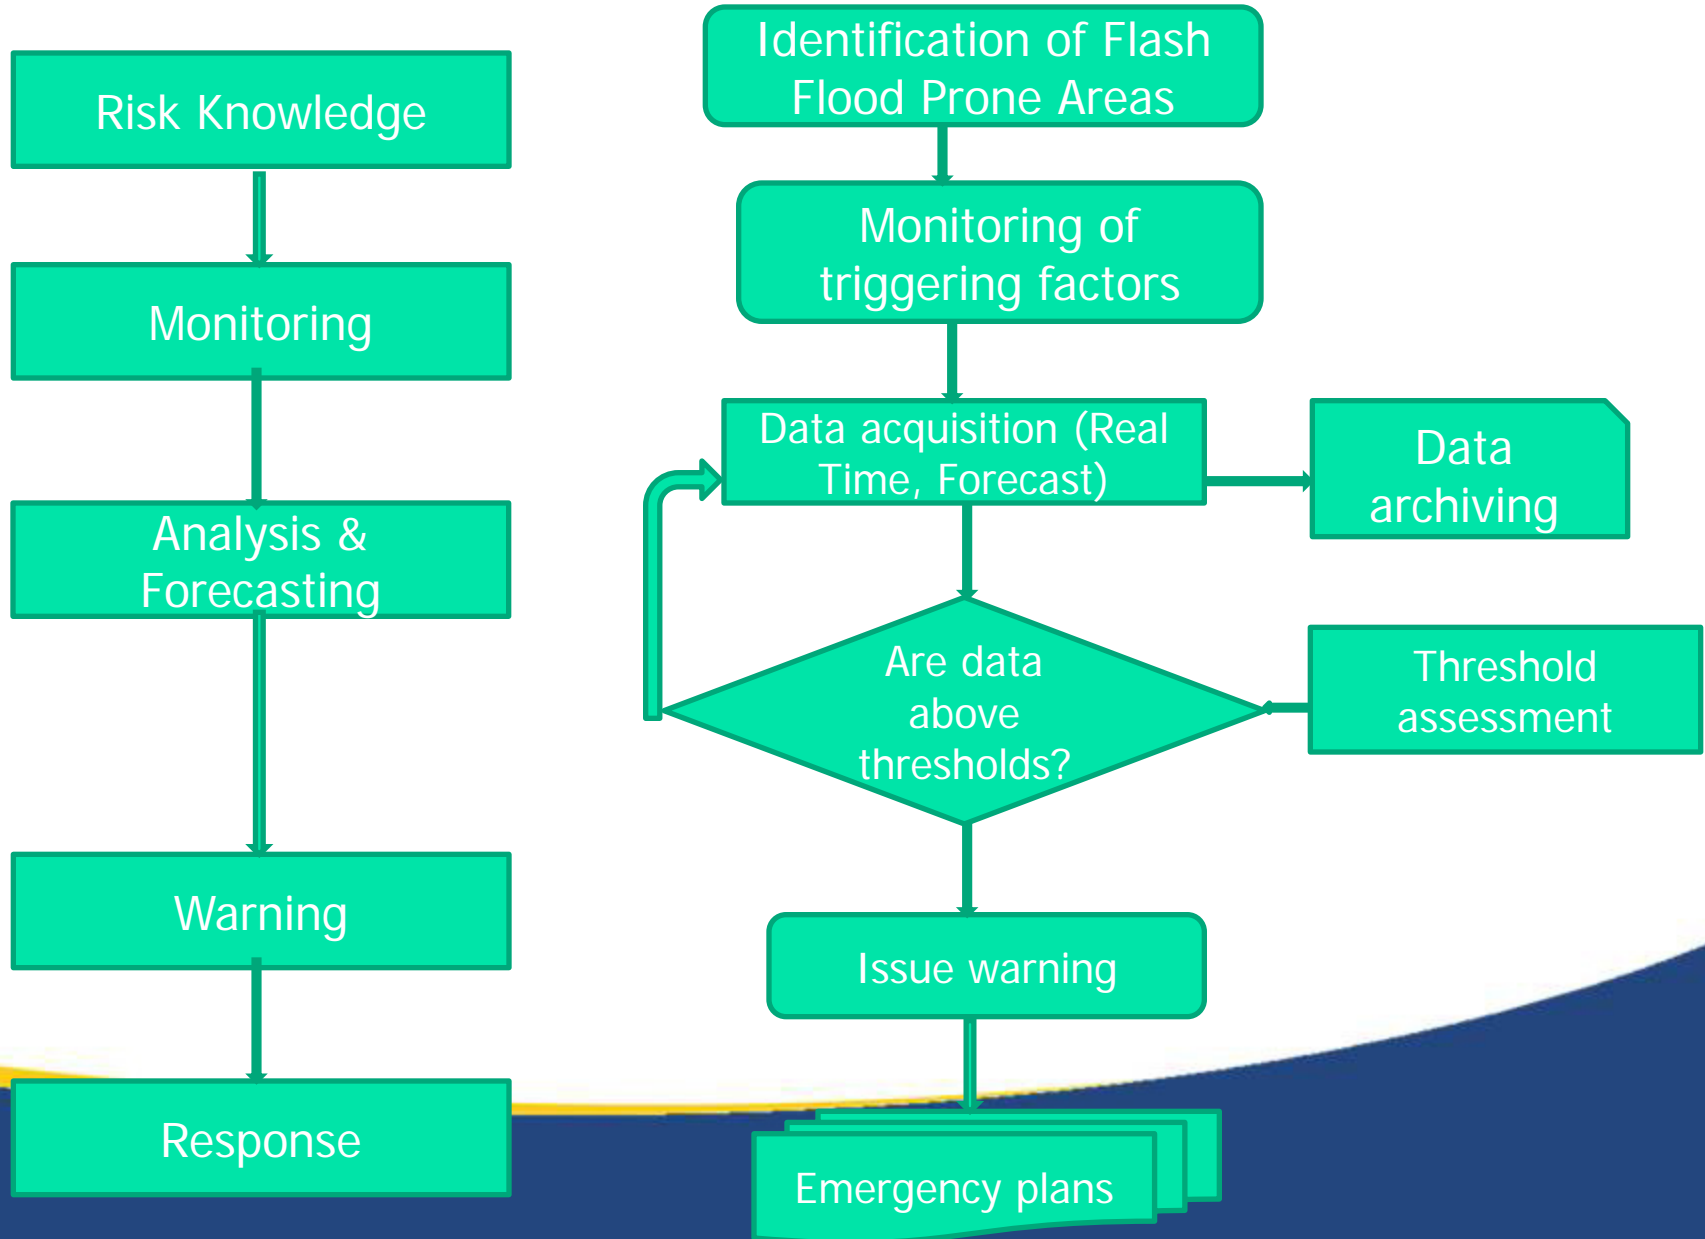 Risk Knowledge
Monitoring
Analysis &
Forecasting
Warning
Response
Identification of Flash
Flood Prone Areas
Monitoring of
triggering factors
Data acquisition (Real
Time, Forecast)
Data
archiving
Are data
above
thresholds?
Threshold
assessment
Issue warning
Emergency plans